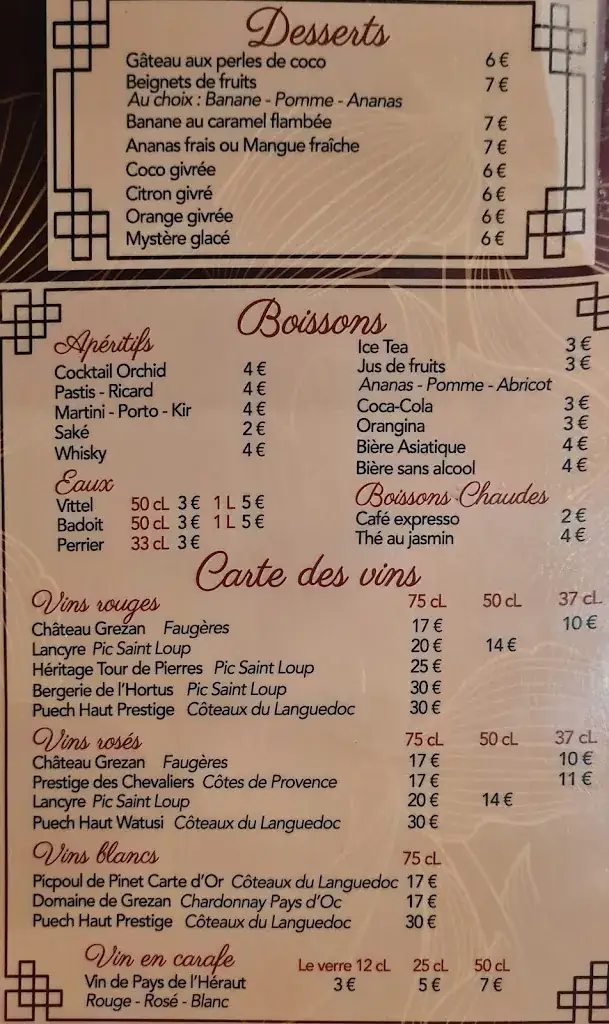 Desserts
Gâteau aux perles de coco 6 €
Beignets de fruits 7 €
Au choix : Banane - Pomme - Ananas
Banane au caramel flambée 7 €
Ananas frais ou Mangue fraîche 7 €
Coco givrée 6 €
Citron givré 6 €
Orange givrée 6 €
Mystère glacé 6 €
Boissons
Apéritifs
Cocktail Orchid 4 €
Pastis - Ricard 4 €
Martini - Porto - Kir 4 €
Saké 2 €
Whisky 4 €
Eaux
Vittel 50 cL 3 € 1 L 5 €
Badoit 50 cL 3 € 1 L 5 €
Perrier 33 cL 3 €
Ice Tea 3 €
Jus de fruits 3 €
Ananas - Pomme - Abricot
Coca-Cola 3 €
Orangina 3 €
Bière Asiatique 4 €
Bière sans alcool 4 €
Boissons Chaudes
Café expresso 2 €
Thé au jasmin 4 €
Carte des vins
Vins rouges 75 cL 50 cL 37 cL
Château Grezan Faugères 17 € 10 €
Lancyre Pic Saint Loup 20 € 14 €
Héritage Tour de Pierres Pic Saint Loup 25 €
Bergerie de l'Hortus Pic Saint Loup 30 €
Puech Haut Prestige Côteaux du Languedoc 30 €
Vins rosés 75 cL 50 cL 37 cL
Château Grezan Faugères 17 € 10 €
Prestige des Chevaliers Côtes de Provence 17 € 11 €
Lancyre Pic Saint Loup 20 € 14 €
Puech Haut Watusi Côteaux du Languedoc 30 €
Vins blancs 75 cL
Picpoul de Pinet Carte d'Or Côteaux du Languedoc 17 €
Domaine de Grezan Chardonnay Pays d'Oc 17 €
Puech Haut Prestige Côteaux du Languedoc 30 €
Vin en carafe Le verre 12 cL 25 cL 50 cL
Vin de Pays de l'Héraut 3 € 5 € 7 €
Rouge - Rosé - Blanc